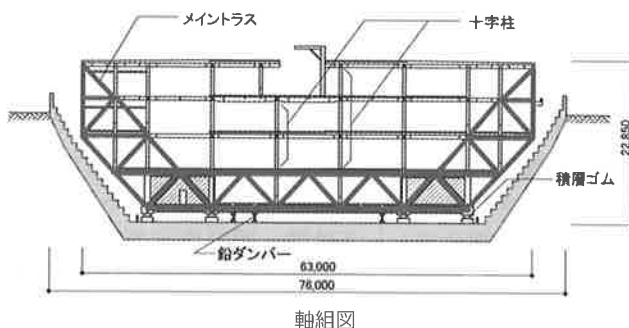 メイントラス
十字柱
22,850
積層ゴム
鉛ダンパー
63,000
76,000
軸組図